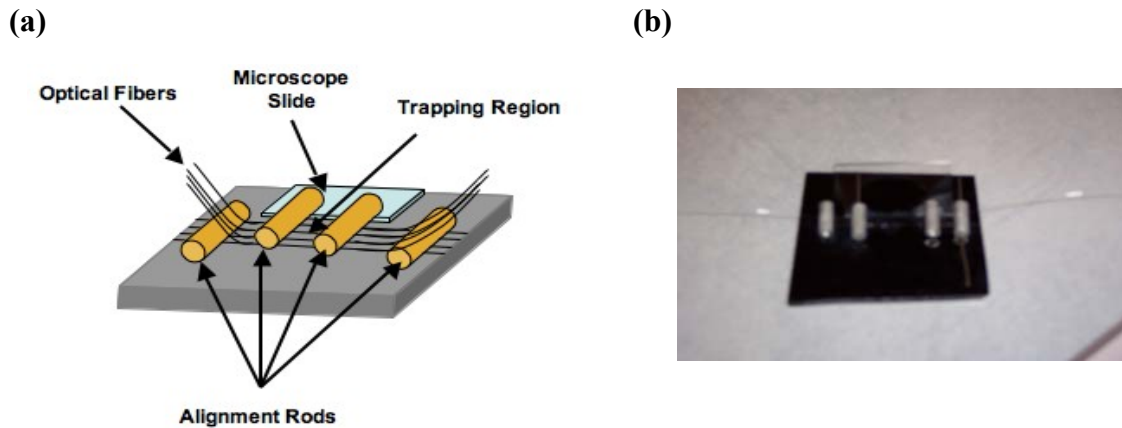 (a)
(b)
Optical Fibers
Microscope
Slide
Trapping Region
Alignment Rods